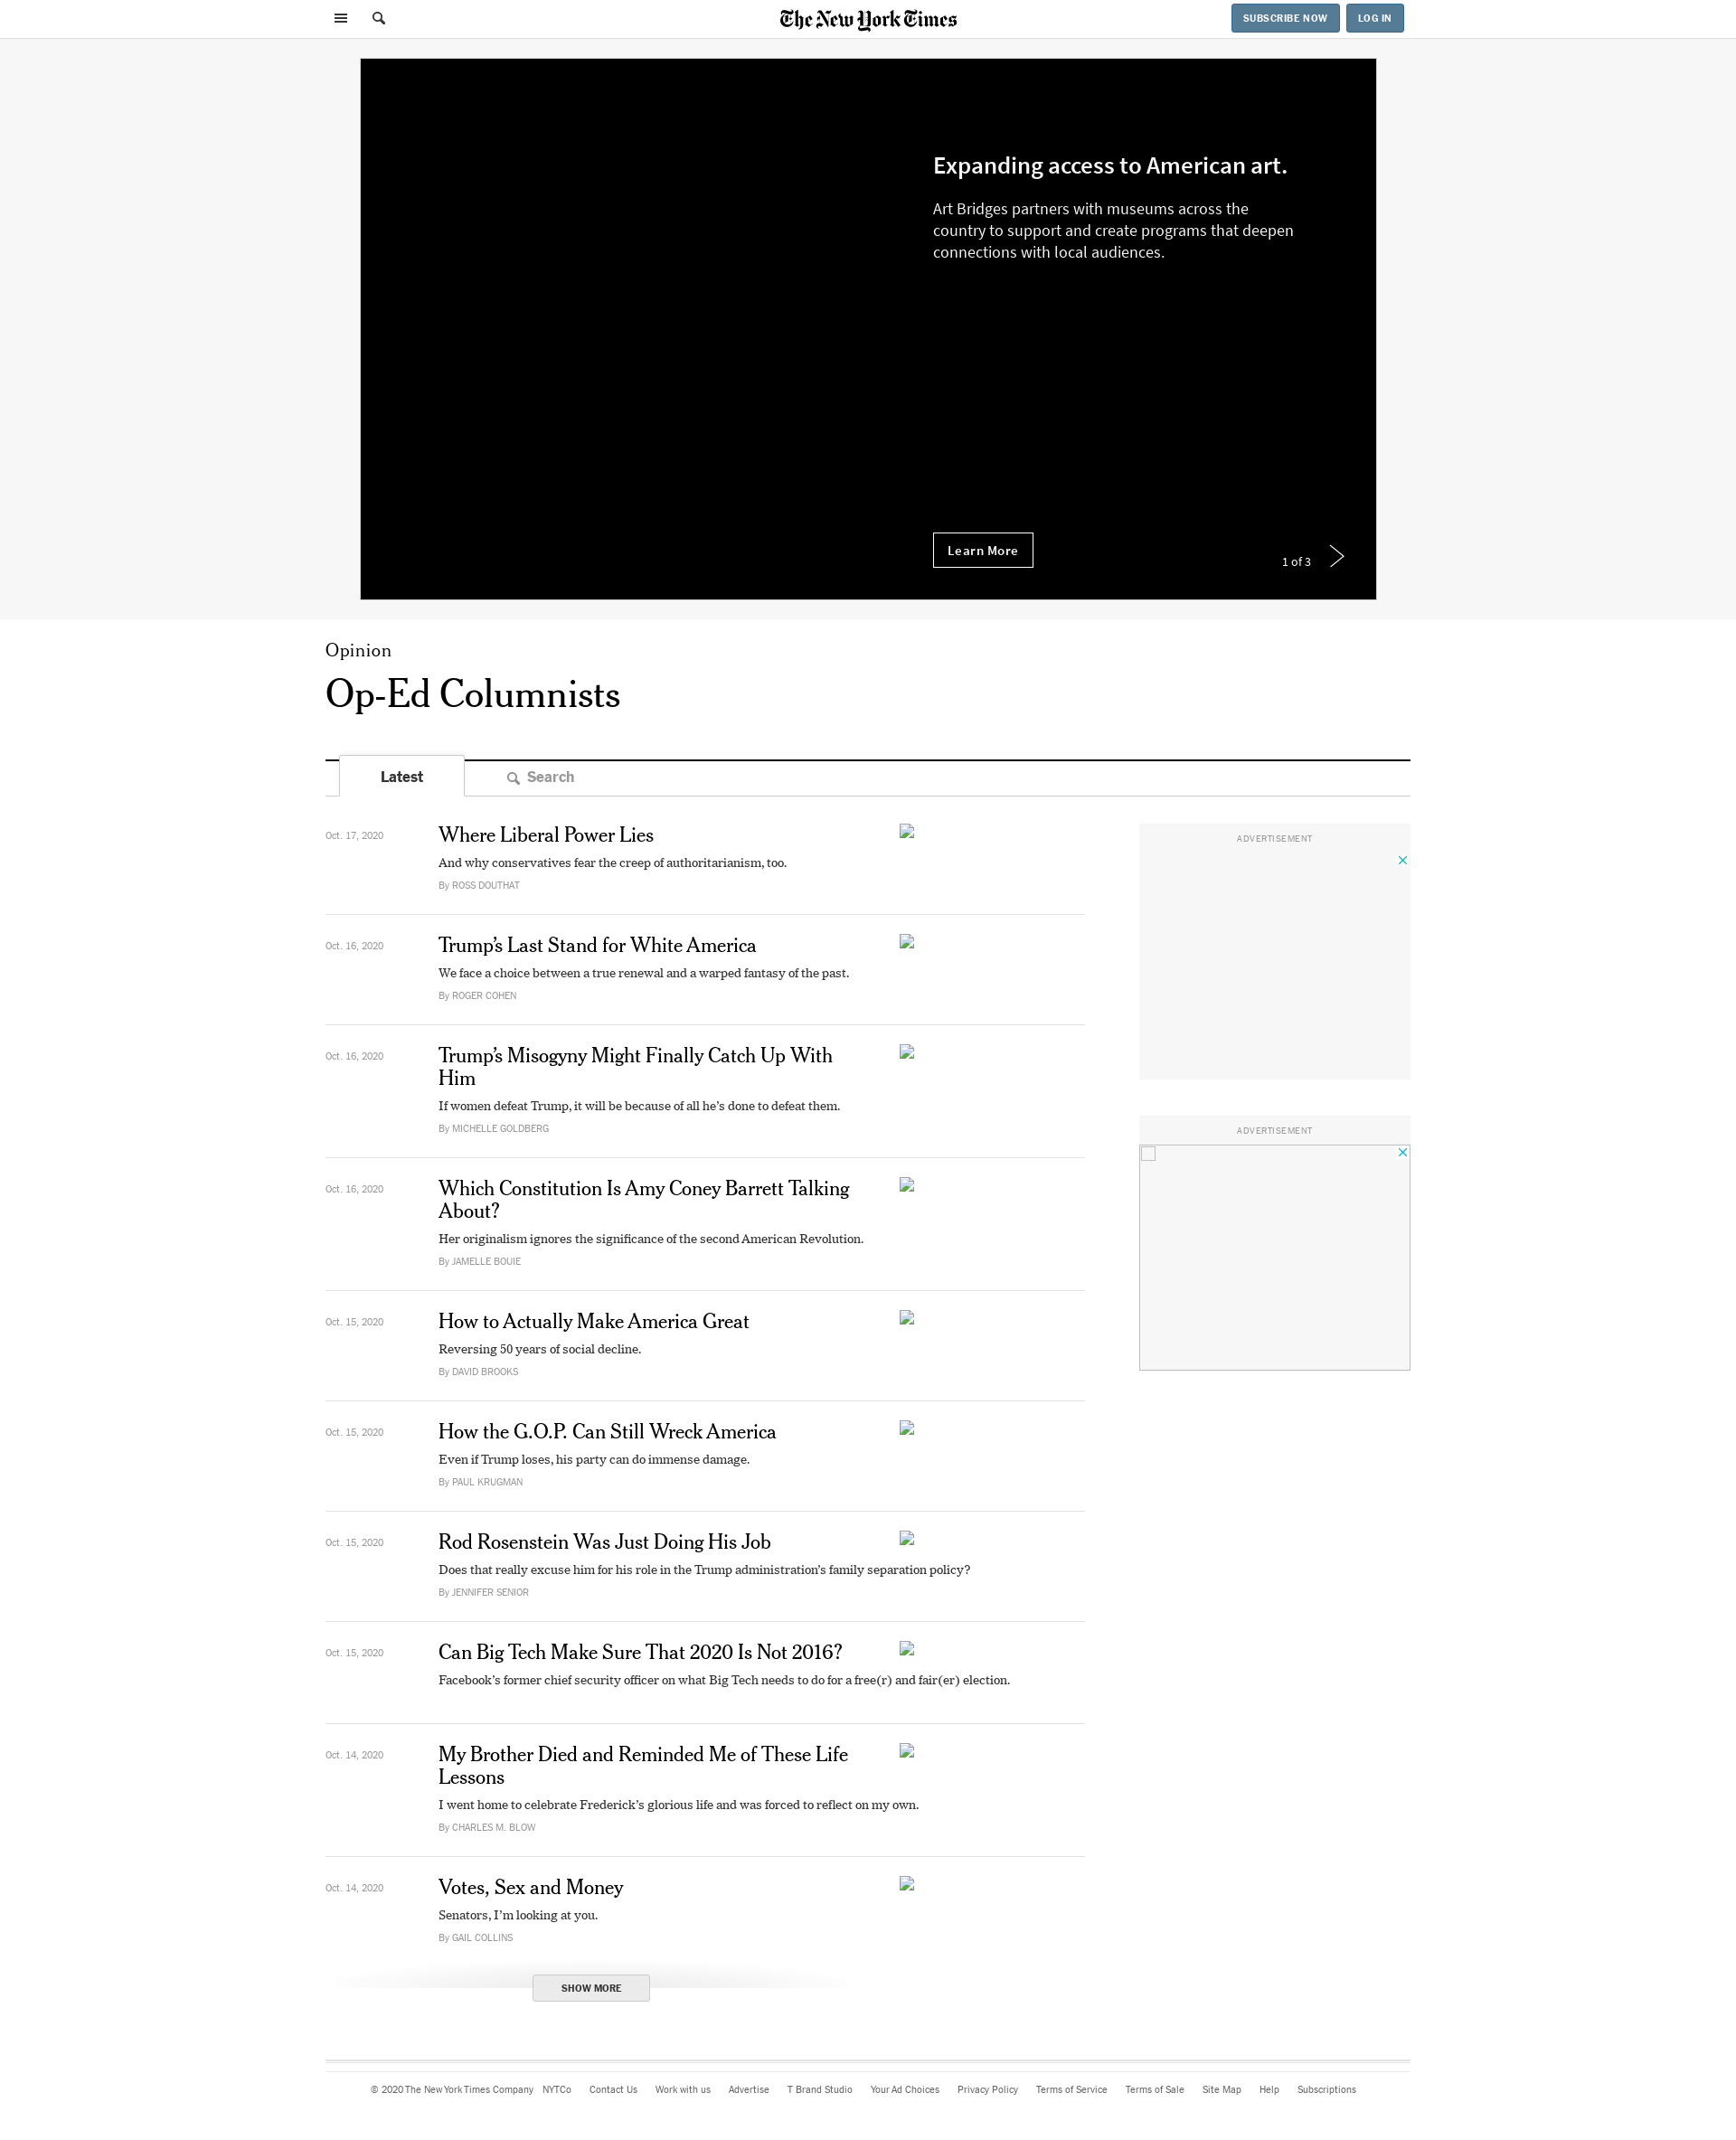 The New York Times
SUBSCRIBE NOW
LOG IN
Expanding access to American art.
Art Bridges partners with museums across the
country to support and create programs that deepen
connections with local audiences.
Learn More
1 of 3
Opinion
Op-Ed Columnists
Latest
Search
Oct. 17, 2020
Where Liberal Power Lies
And why conservatives fear the creep of authoritarianism, too.
By ROSS DOUTHAT
ADVERTISEMENT
Oct. 16, 2020
Trump’s Last Stand for White America
We face a choice between a true renewal and a warped fantasy of the past.
By ROGER COHEN
Oct. 16, 2020
Trump’s Misogyny Might Finally Catch Up With
Him
If women defeat Trump, it will be because of all he’s done to defeat them.
By MICHELLE GOLDBERG
ADVERTISEMENT
Oct. 16, 2020
Which Constitution Is Amy Coney Barrett Talking
About?
Her originalism ignores the significance of the second American Revolution.
By JAMELLE BOUIE
Oct. 15, 2020
How to Actually Make America Great
Reversing 50 years of social decline.
By DAVID BROOKS
Oct. 15, 2020
How the G.O.P. Can Still Wreck America
Even if Trump loses, his party can do immense damage.
By PAUL KRUGMAN
Oct. 15, 2020
Rod Rosenstein Was Just Doing His Job
Does that really excuse him for his role in the Trump administration’s family separation policy?
By JENNIFER SENIOR
Oct. 15, 2020
Can Big Tech Make Sure That 2020 Is Not 2016?
Facebook’s former chief security officer on what Big Tech needs to do for a free(r) and fair(er) election.
Oct. 14, 2020
My Brother Died and Reminded Me of These Life
Lessons
I went home to celebrate Frederick’s glorious life and was forced to reflect on my own.
By CHARLES M. BLOW
Oct. 14, 2020
Votes, Sex and Money
Senators, I’m looking at you.
By GAIL COLLINS
SHOW MORE
© 2020 The New York Times Company NYTCo Contact Us Work with us Advertise T Brand Studio Your Ad Choices Privacy Policy Terms of Service Terms of Sale Site Map Help Subscriptions